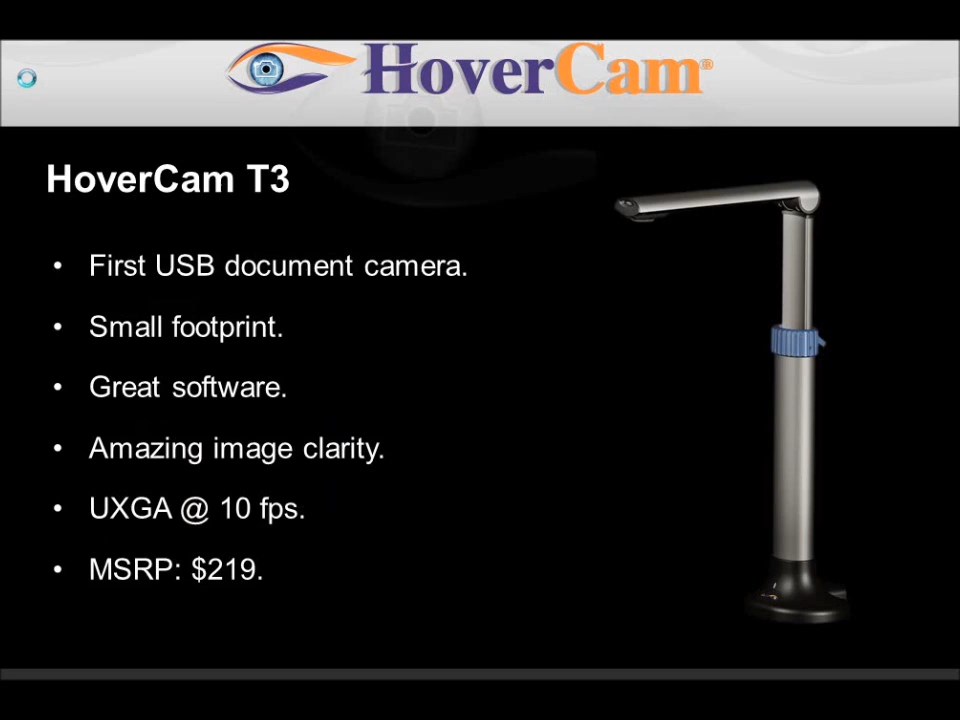 HoverCam®
HoverCam T3
• First USB document camera.
• Small footprint.
• Great software.
• Amazing image clarity.
• UXGA @ 10 fps.
• MSRP: $219.